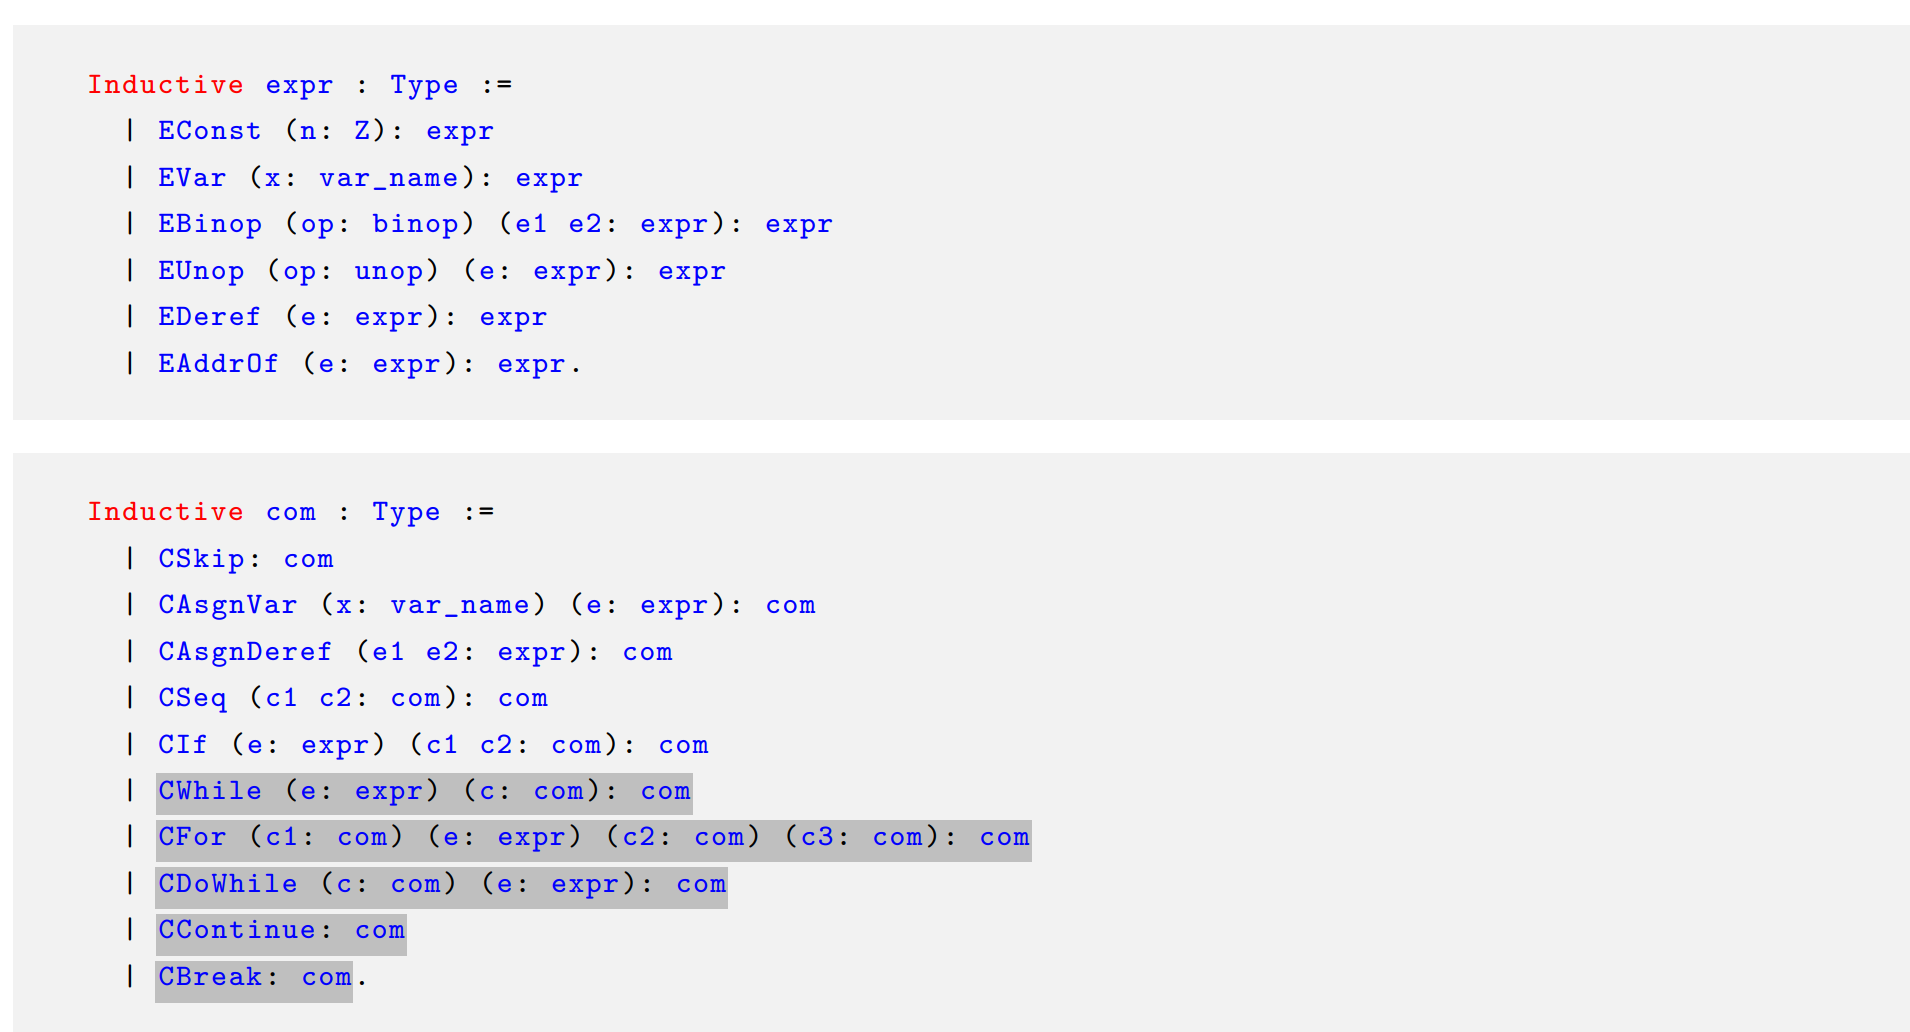 Inductive expr : Type :=
| EConst (n: Z): expr
| EVar (x: var_name): expr
| EBinop (op: binop) (e1 e2: expr): expr
| EUnop (op: unop) (e: expr): expr
| EDeref (e: expr): expr
| EAddrOf (e: expr): expr.
Inductive com : Type :=
| CSkip: com
| CAsgnVar (x: var_name) (e: expr): com
| CAsgnDeref (e1 e2: expr): com
| CSeq (c1 c2: com): com
| CIf (e: expr) (c1 c2: com): com
| CWhile (e: expr) (c: com): com
| CFor (c1: com) (e: expr) (c2: com) (c3: com): com
| CDoWhile (c: com) (e: expr): com
| CContinue: com
| CBreak: com.